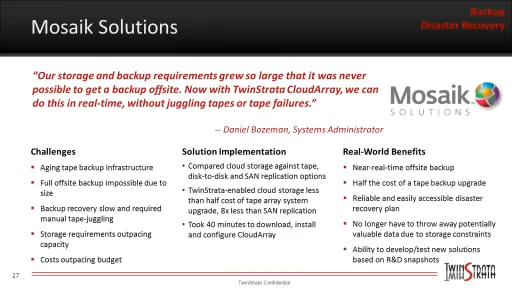 Backup
Disaster Recovery
Mosaik Solutions
“Our storage and backup requirements grew so large that it was never
possible to get a backup offsite. Now with TwinStrata CloudArray, we can
do this in real-time, without juggling tapes or tape failures.”
— Daniel Bozeman, Systems Administrator
Mosaik
SOLUTIONS
Challenges
▪ Aging tape backup infrastructure
▪ Full offsite backup impossible due to
size
▪ Backup recovery slow and required
manual tape-juggling
▪ Storage requirements outpacing
capacity
▪ Costs outpacing budget
Solution Implementation
• Compared cloud storage against tape,
disk-to-disk and SAN replication options
• TwinStrata-enabled cloud storage less
than half cost of tape array system
upgrade, 8x less than SAN replication
• Took 40 minutes to download, install
and configure CloudArray
Real-World Benefits
▪ Near-real-time offsite backup
▪ Half the cost of a tape backup upgrade
▪ Reliable and easily accessible disaster
recovery plan
▪ No longer have to throw away potentially
valuable data due to storage constraints
▪ Ability to develop/test new solutions
based on R&D snapshots
27
TwinStrata Confidential
TWINSTRATA